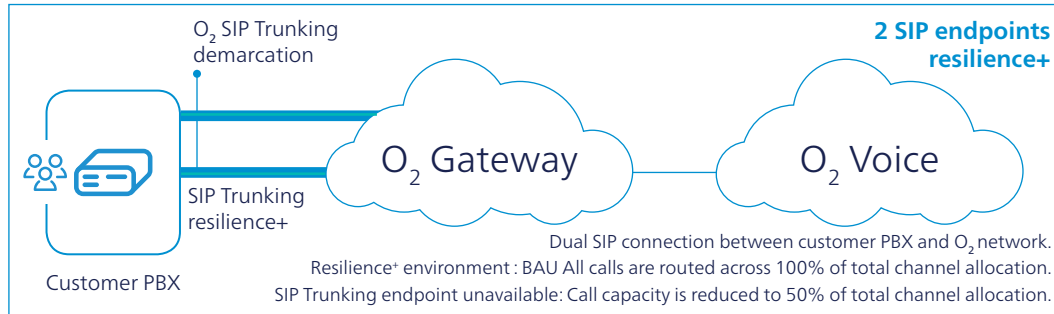 O₂ SIP Trunking
demarcation
2 SIP endpoints
resilience+
O₂ Gateway
O₂ Voice
SIP Trunking
resilience+
Customer PBX
Dual SIP connection between customer PBX and O₂ network.
Resilience⁺ environment : BAU All calls are routed across 100% of total channel allocation.
SIP Trunking endpoint unavailable: Call capacity is reduced to 50% of total channel allocation.